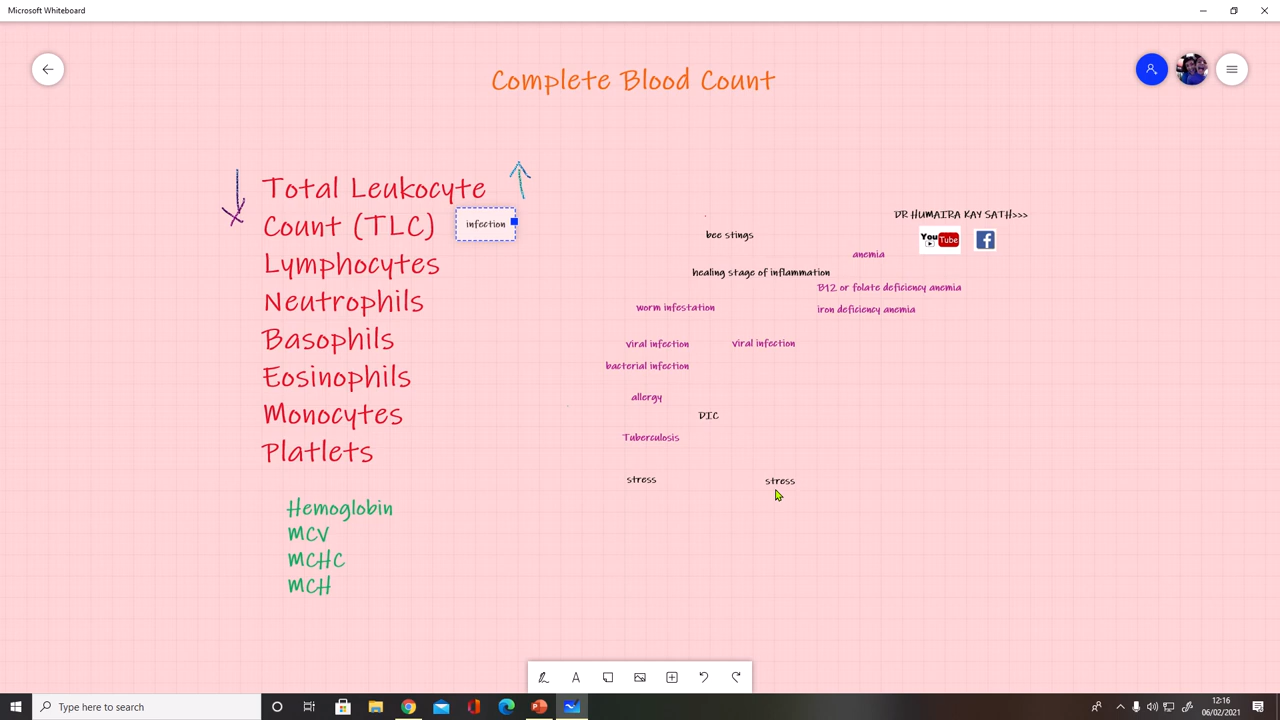 Microsoft Whiteboard
Complete Blood Count
Total Leukocyte
Count (TLC)
infection
Lymphocytes
Neutrophils
Basophils
Eosinophils
Monocytes
Platlets
Hemoglobin
MCV
MCHC
MCH
bee stings
healing stage of inflammation
worm infestation
viral infection
viral infection
bacterial infection
allergy
DIC
Tuberculosis
stress
stress
DR HUMAIRA KAY SATH>>>
You Tube
f
anemia
B12 or folate deficiency anemia
iron deficiency anemia
A
Type here to search
12:16
06/02/2021